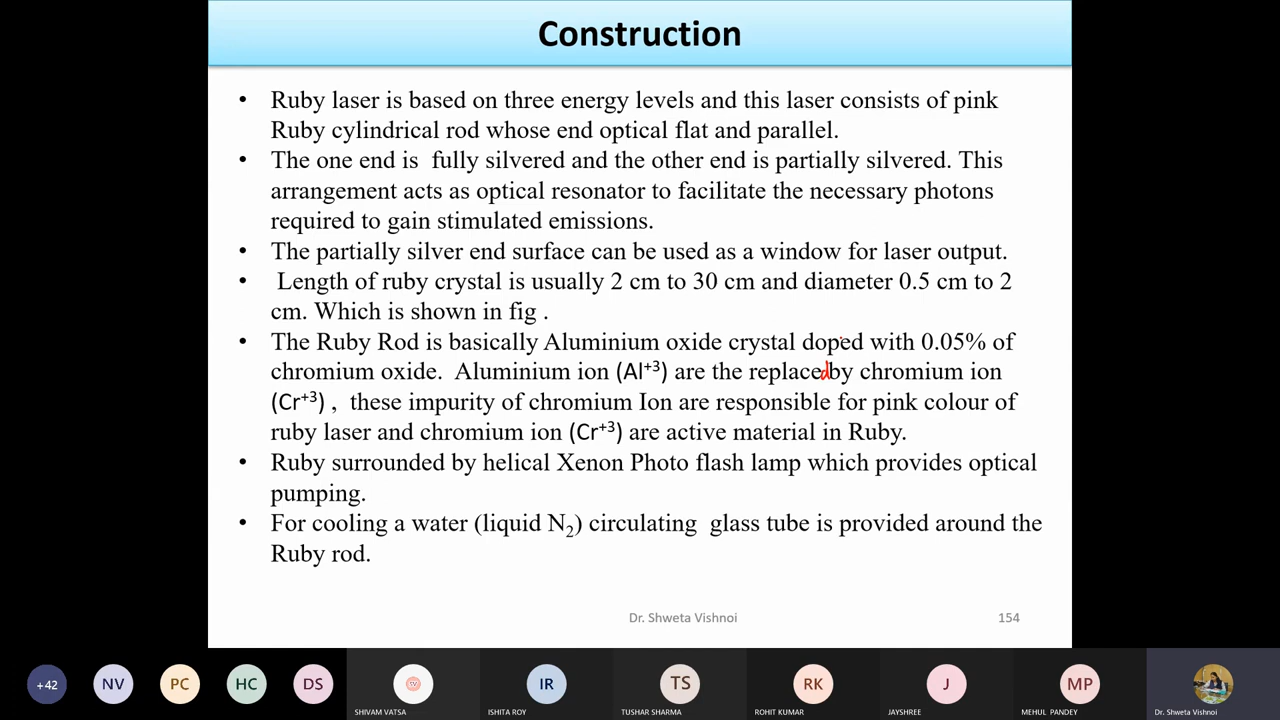 Construction
• Ruby laser is based on three energy levels and this laser consists of pink
Ruby cylindrical rod whose end optical flat and parallel.
• The one end is fully silvered and the other end is partially silvered. This
arrangement acts as optical resonator to facilitate the necessary photons
required to gain stimulated emissions.
• The partially silver end surface can be used as a window for laser output.
• Length of ruby crystal is usually 2 cm to 30 cm and diameter 0.5 cm to 2
cm. Which is shown in fig .
• The Ruby Rod is basically Aluminium oxide crystal doped with 0.05% of
chromium oxide. Aluminium ion (Al⁺³) are the replaced by chromium ion
(Cr⁺³) , these impurity of chromium Ion are responsible for pink colour of
ruby laser and chromium ion (Cr⁺³) are active material in Ruby.
• Ruby surrounded by helical Xenon Photo flash lamp which provides optical
pumping.
• For cooling a water (liquid N₂) circulating glass tube is provided around the
Ruby rod.
Dr. Shweta Vishnoi 154
+42 NV PC HC DS SV IR TS RK J MP
SHIVAM VATSA ISHITA ROY TUSHAR SHARMA ROHIT KUMAR JAYSHREE MEHUL PANDEY Dr. Shweta Vishnoi